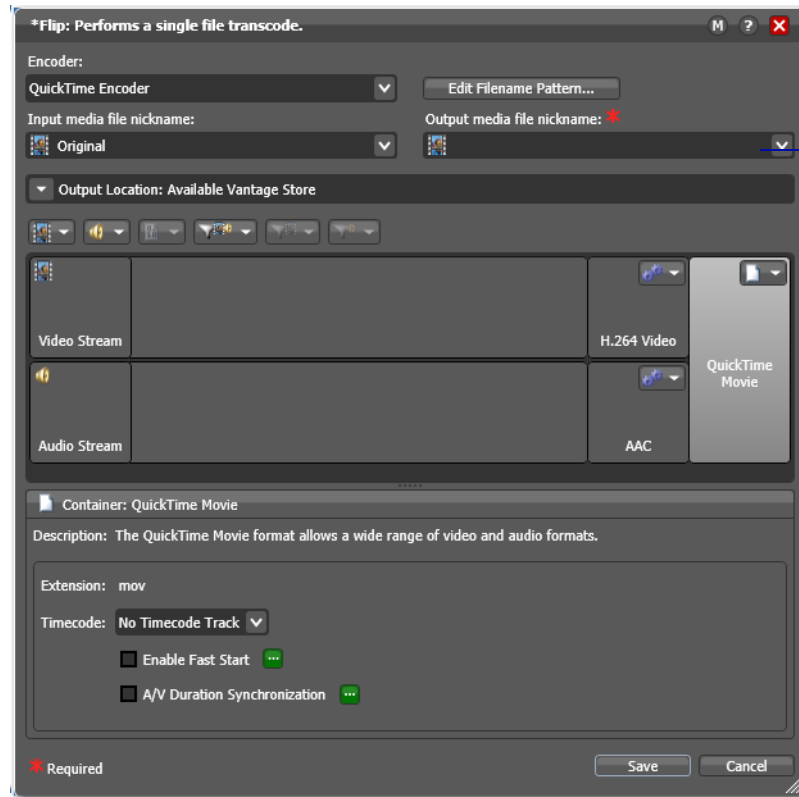 *Flip: Performs a single file transcode.
M ?
Encoder:
QuickTime Encoder
Edit Filename Pattern...
Input media file nickname:
Output media file nickname: *
Original
Output Location: Available Vantage Store
Video Stream
H.264 Video
QuickTime
Movie
Audio Stream
AAC
Container: QuickTime Movie
Description: The QuickTime Movie format allows a wide range of video and audio formats.
Extension: mov
Timecode: No Timecode Track
Enable Fast Start ...
A/V Duration Synchronization ...
* Required
Save
Cancel